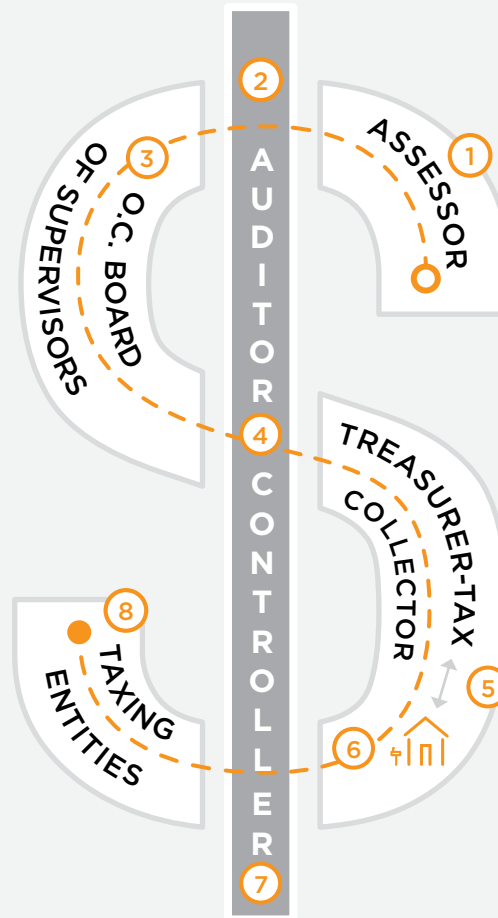 1
ASSESSOR
2
AUDITOR CONTROLLER
3
O.C. BOARD
OF SUPERVISORS
4
TREASURER-TAX
COLLECTOR
5
6
7
8
TAXING
ENTITIES